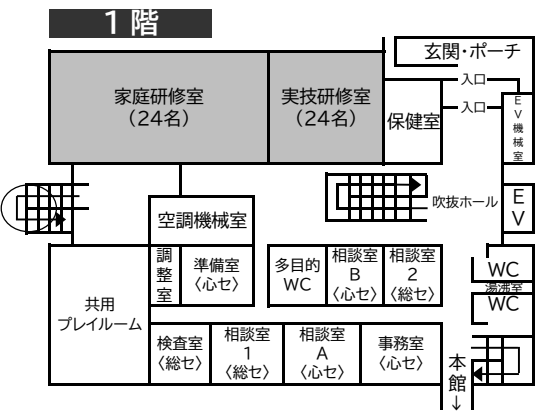 1階
玄関・ポーチ
入口
入口
家庭研修室
（24名）
実技研修室
（24名）
保健室
EV機械室
吹抜ホール
EV
空調機械室
調整室
準備室
〈心セ〉
多目的
WC
相談室
B
〈心セ〉
相談室
2
〈総セ〉
WC
湯沸室
WC
共用
プレイルーム
検査室
〈総セ〉
相談室
1
〈総セ〉
相談室
A
〈心セ〉
事務室
〈心セ〉
本館↓